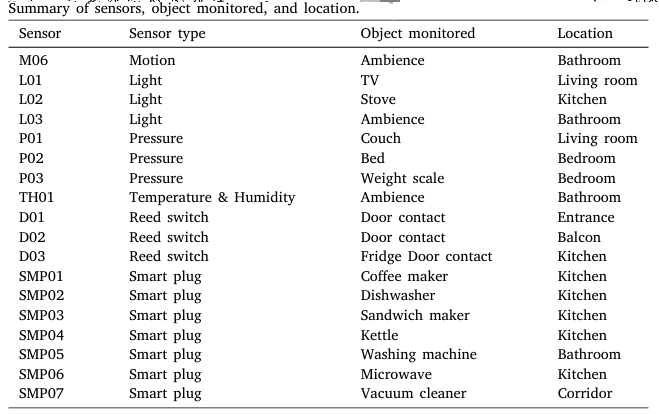 Summary of sensors, object monitored, and location.
Sensor Sensor type Object monitored Location
M06 Motion Ambience Bathroom
L01 Light TV Living room
L02 Light Stove Kitchen
L03 Light Ambience Bathroom
P01 Pressure Couch Living room
P02 Pressure Bed Bedroom
P03 Pressure Weight scale Bedroom
TH01 Temperature & Humidity Ambience Bathroom
D01 Reed switch Door contact Entrance
D02 Reed switch Door contact Balcon
D03 Reed switch Fridge Door contact Kitchen
SMP01 Smart plug Coffee maker Kitchen
SMP02 Smart plug Dishwasher Kitchen
SMP03 Smart plug Sandwich maker Kitchen
SMP04 Smart plug Kettle Kitchen
SMP05 Smart plug Washing machine Bathroom
SMP06 Smart plug Microwave Kitchen
SMP07 Smart plug Vacuum cleaner Corridor